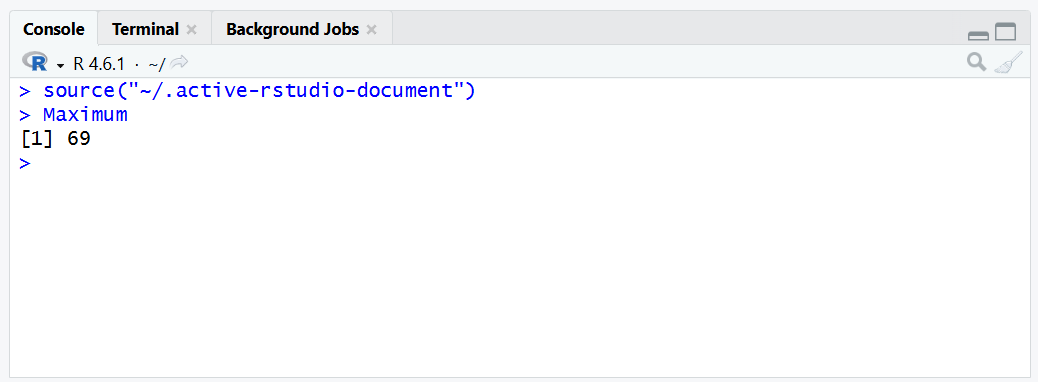 Console Terminal Background Jobs
R R 4.6.1 · ~/
> source("~/.active-rstudio-document")
> Maximum
[1] 69
>